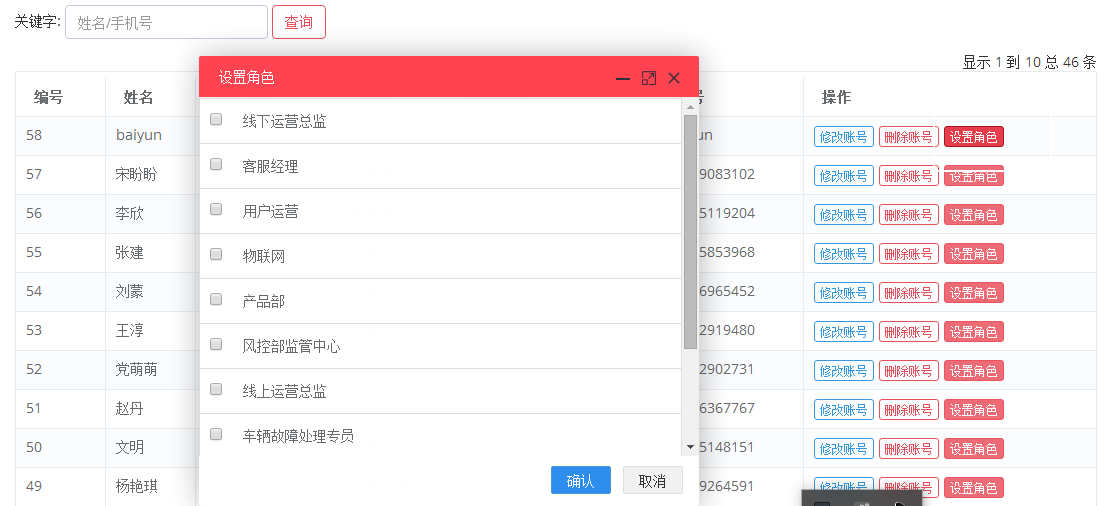 关键字: 姓名/手机号 查询
显示 1 到 10 总 46 条
设置角色
编号 姓名 号 操作
58 baiyun un 修改账号 删除账号 设置角色
57 宋盼盼 9083102 修改账号 删除账号 设置角色
56 李欣 5119204 修改账号 删除账号 设置角色
55 张建 5853968 修改账号 删除账号 设置角色
54 刘蒙 6965452 修改账号 删除账号 设置角色
53 王淳 2919480 修改账号 删除账号 设置角色
52 党萌萌 2902731 修改账号 删除账号 设置角色
51 赵丹 6367767 修改账号 删除账号 设置角色
50 文明 5148151 修改账号 删除账号 设置角色
49 杨艳琪 9264591 修改账号 删除账号 设置角色
线下运营总监
客服经理
用户运营
物联网
产品部
风控部监管中心
线上运营总监
车辆故障处理专员
确认 取消